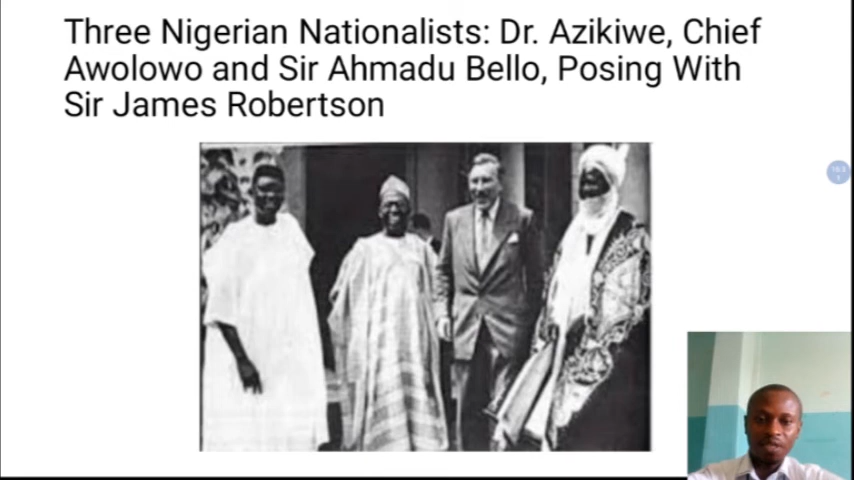 Three Nigerian Nationalists: Dr. Azikiwe, Chief
Awolowo and Sir Ahmadu Bello, Posing With
Sir James Robertson